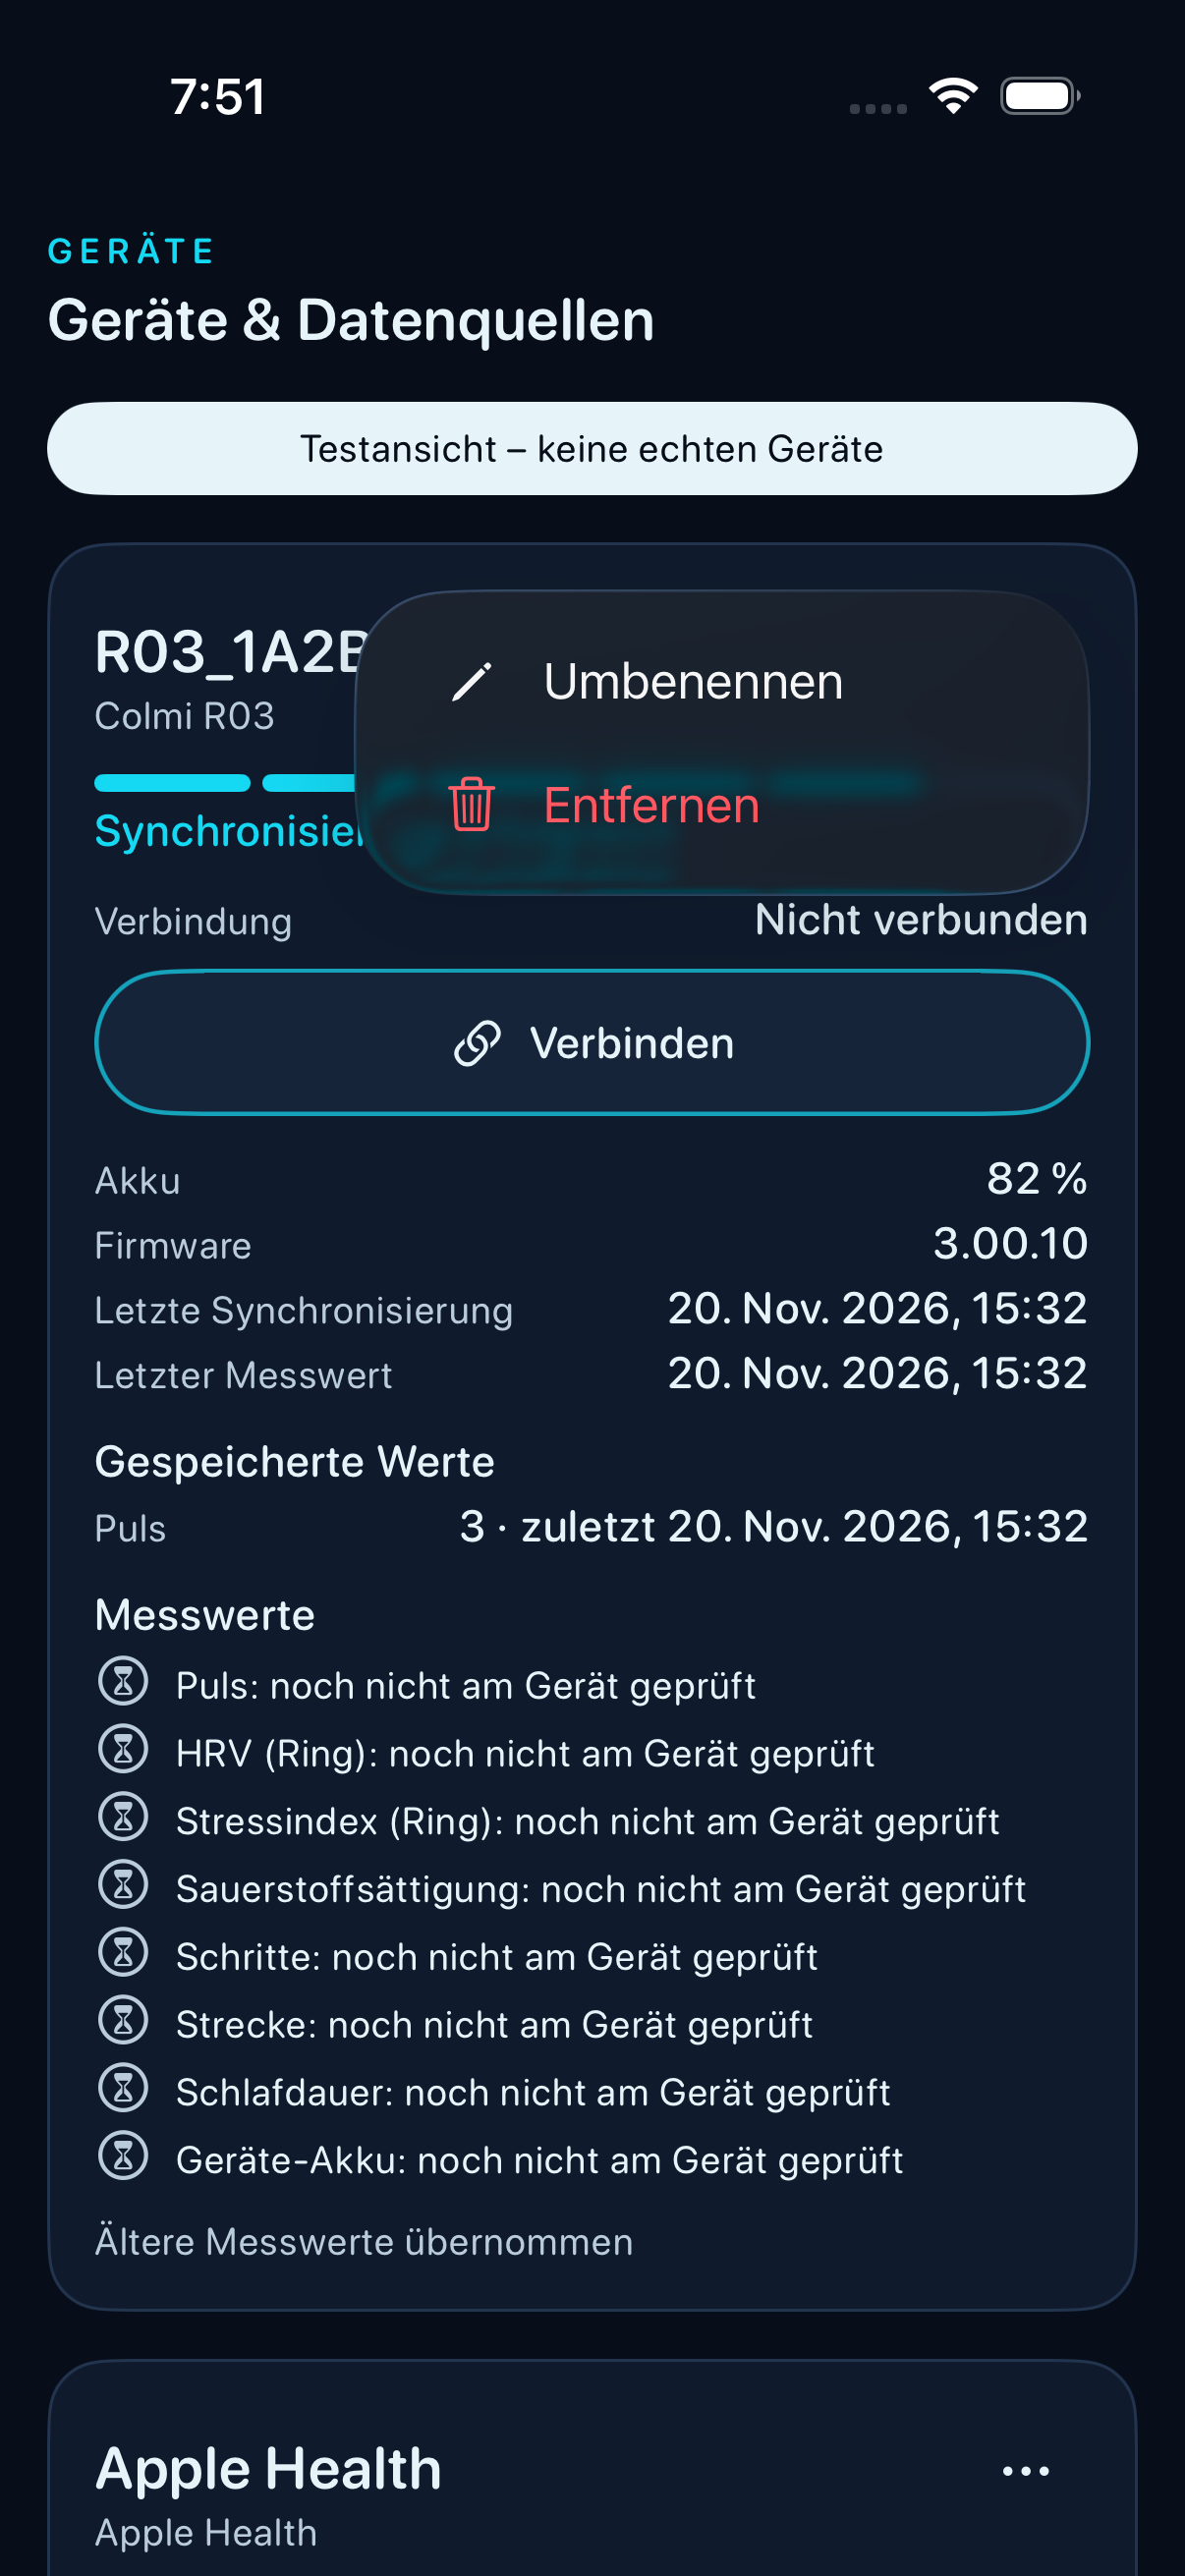 7:51
GERÄTE
Geräte & Datenquellen
Testansicht – keine echten Geräte
Umbenennen
Colmi R03
Entfernen
Verbindung Nicht verbunden
Verbinden
Akku 82 %
Firmware 3.00.10
Letzte Synchronisierung 20. Nov. 2026, 15:32
Letzter Messwert 20. Nov. 2026, 15:32
Gespeicherte Werte
Puls 3 · zuletzt 20. Nov. 2026, 15:32
Messwerte
Puls: noch nicht am Gerät geprüft
HRV (Ring): noch nicht am Gerät geprüft
Stressindex (Ring): noch nicht am Gerät geprüft
Sauerstoffsättigung: noch nicht am Gerät geprüft
Schritte: noch nicht am Gerät geprüft
Strecke: noch nicht am Gerät geprüft
Schlafdauer: noch nicht am Gerät geprüft
Geräte-Akku: noch nicht am Gerät geprüft
Ältere Messwerte übernommen
Apple Health
Apple Health